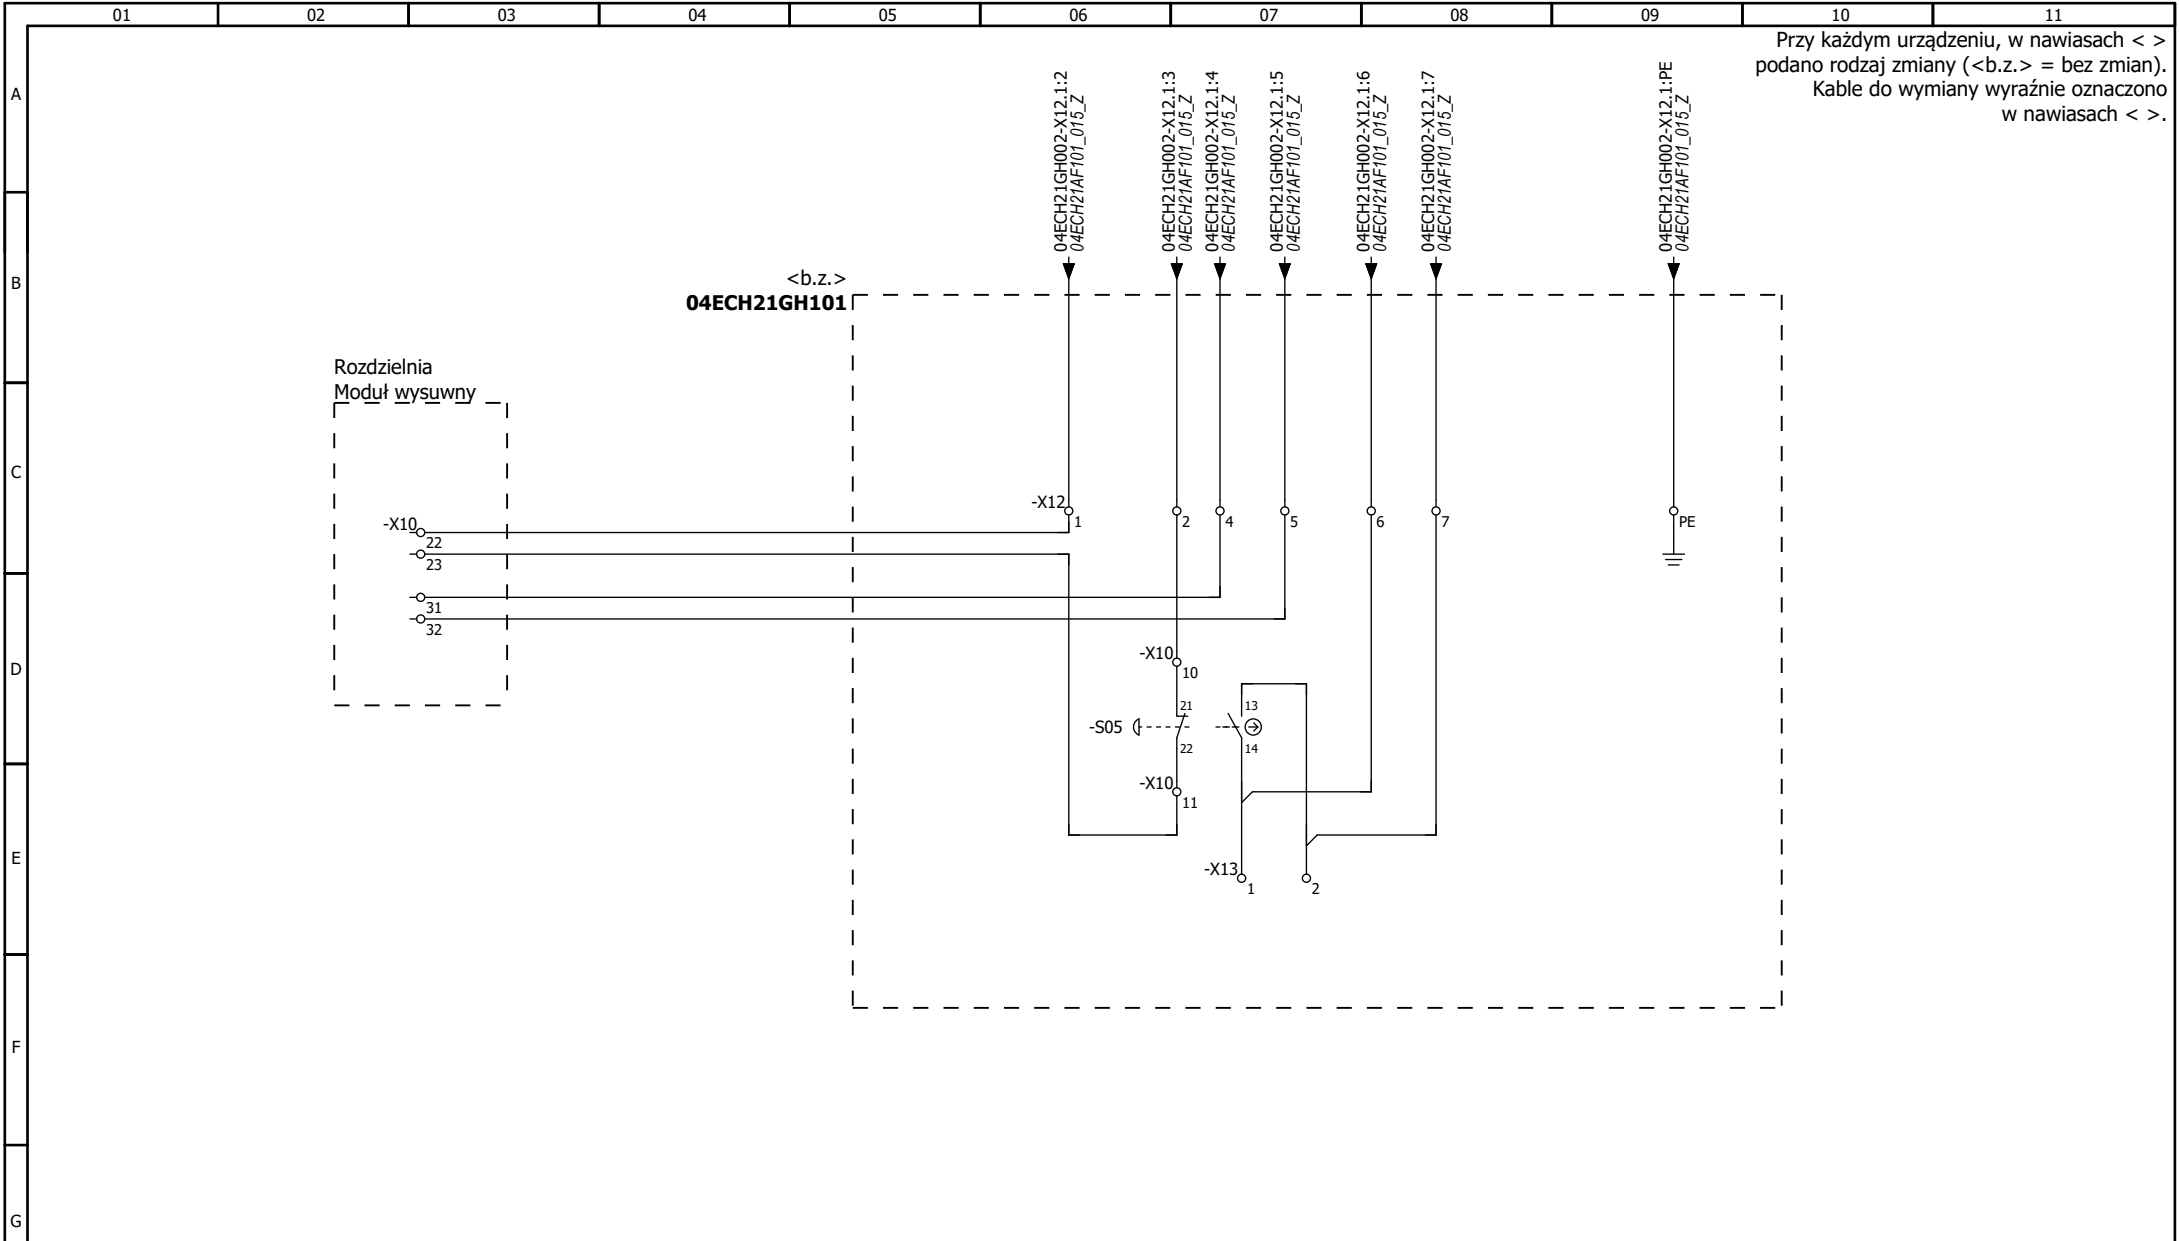 01 02 03 04 05 06 07 08 09 10 11
Przy każdym urządzeniu, w nawiasach < >
podano rodzaj zmiany (<b.z.> = bez zmian).
Kable do wymiany wyraźnie oznaczono
w nawiasach < >.
A
04ECH21GH002-X12.1:2
04ECH21AF101_015_Z
04ECH21GH002-X12.1:3
04ECH21AF101_015_Z
04ECH21GH002-X12.1:4
04ECH21AF101_015_Z
04ECH21GH002-X12.1:5
04ECH21AF101_015_Z
04ECH21GH002-X12.1:6
04ECH21AF101_015_Z
04ECH21GH002-X12.1:7
04ECH21AF101_015_Z
04ECH21GH002-X12.1:PE
04ECH21AF101_015_Z
B
<b.z.>
04ECH21GH101
Rozdzielnia
Moduł wysuwny
C
-X12
1 2 4 5 6 7 PE
-X10
22
23
31
32
D
-X10
10
21 13
-S05
22 14
-X10
11
E
-X13
1 2
F
G